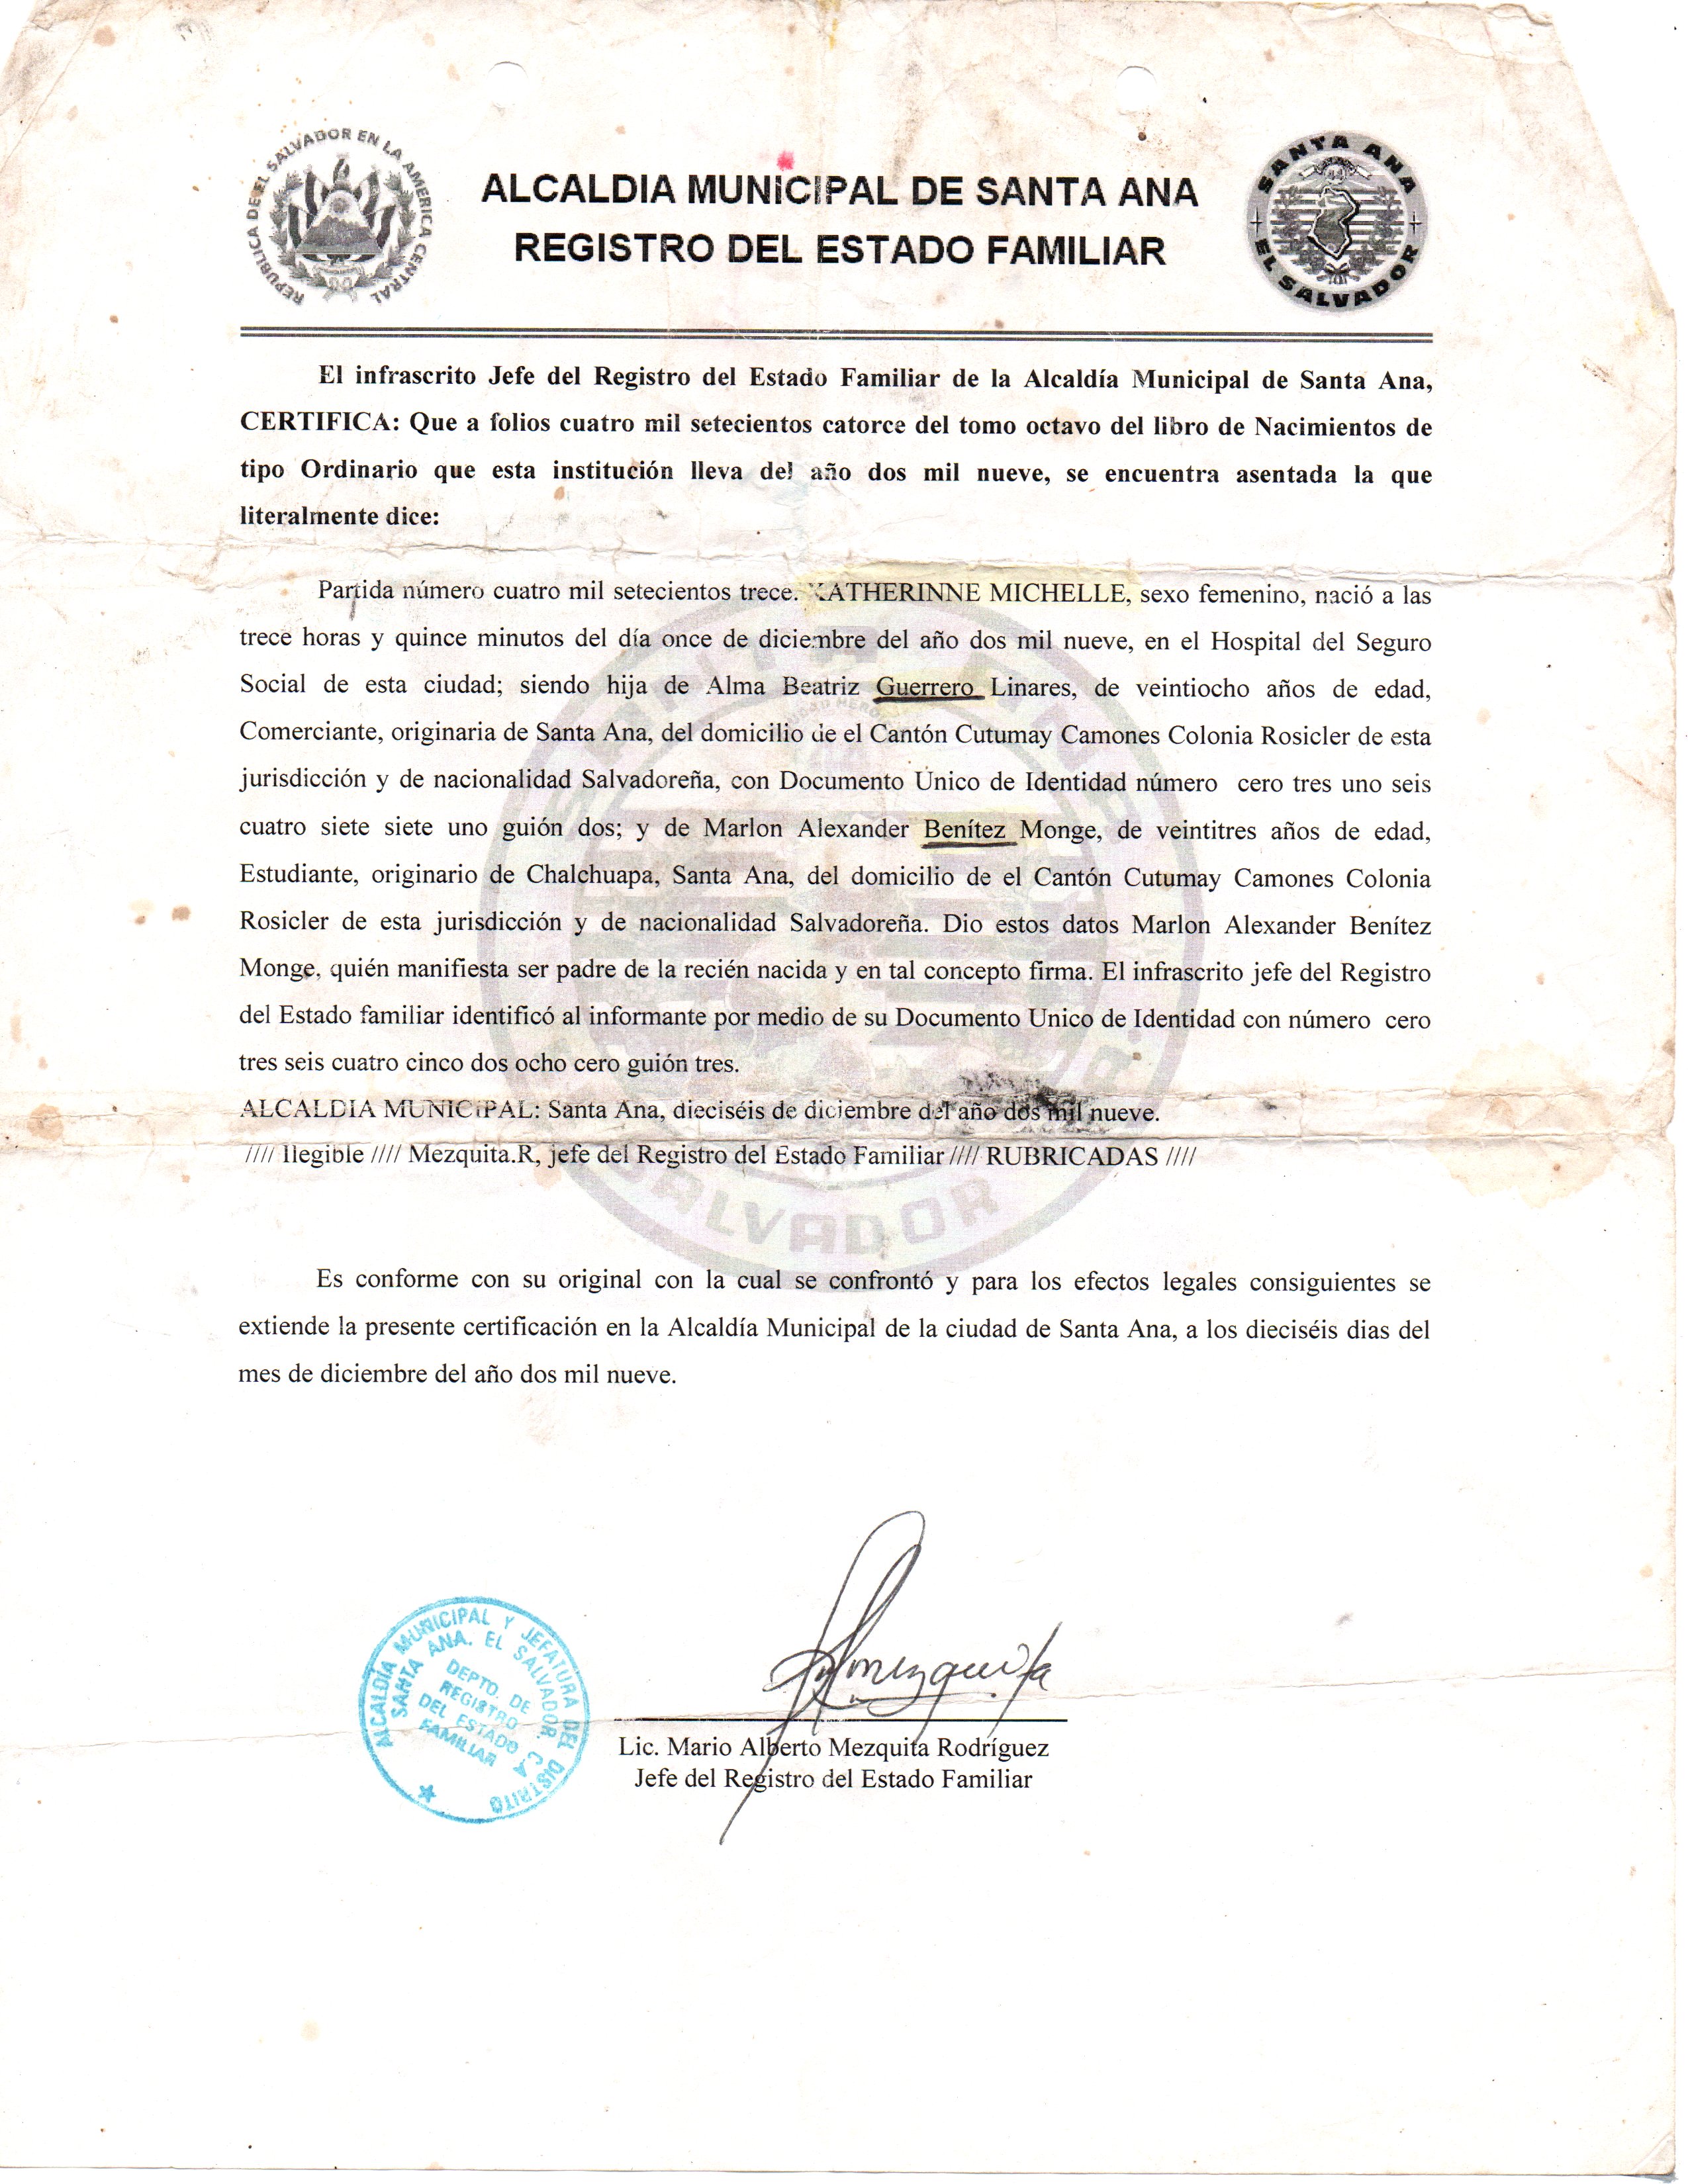 REPUBLICA DE EL SALVADOR EN LA AMERICA CENTRAL
ALCALDIA MUNICIPAL DE SANTA ANA
REGISTRO DEL ESTADO FAMILIAR
SANTA ANA
EL SALVADOR
El infrascrito Jefe del Registro del Estado Familiar de la Alcaldía Municipal de Santa Ana,
CERTIFICA: Que a folios cuatro mil setecientos catorce del tomo octavo del libro de Nacimientos de
tipo Ordinario que esta institución lleva del año dos mil nueve, se encuentra asentada la que
literalmente dice:
Partida número cuatro mil setecientos trece. KATHERINNE MICHELLE, sexo femenino, nació a las
trece horas y quince minutos del día once de diciembre del año dos mil nueve, en el Hospital del Seguro
Social de esta ciudad; siendo hija de Alma Beatriz Guerrero Linares, de veintiocho años de edad,
Comerciante, originaria de Santa Ana, del domicilio de el Cantón Cutumay Camones Colonia Rosicler de esta
jurisdicción y de nacionalidad Salvadoreña, con Documento Unico de Identidad número cero tres uno seis
cuatro siete siete uno guión dos; y de Marlon Alexander Benítez Monge, de veintitres años de edad,
Estudiante, originario de Chalchuapa, Santa Ana, del domicilio de el Cantón Cutumay Camones Colonia
Rosicler de esta jurisdicción y de nacionalidad Salvadoreña. Dio estos datos Marlon Alexander Benítez
Monge, quién manifiesta ser padre de la recién nacida y en tal concepto firma. El infrascrito jefe del Registro
del Estado familiar identificó al informante por medio de su Documento Unico de Identidad con número cero
tres seis cuatro cinco dos ocho cero guión tres.
ALCALDIA MUNICIPAL: Santa Ana, dieciséis de diciembre del año dos mil nueve.
//// Ilegible //// Mezquita.R, jefe del Registro del Estado Familiar //// RUBRICADAS ////
SALVADOR
Es conforme con su original con la cual se confrontó y para los efectos legales consiguientes se
extiende la presente certificación en la Alcaldía Municipal de la ciudad de Santa Ana, a los dieciséis dias del
mes de diciembre del año dos mil nueve.
ALCALDÍA MUNICIPAL Y JEFATURA DEL DISTRITO
SANTA ANA. EL SALVADOR. C.A.
DEPTO. DE
REGISTRO
DEL ESTADO
FAMILIAR
Lic. Mario Alberto Mezquita Rodríguez
Jefe del Registro del Estado Familiar